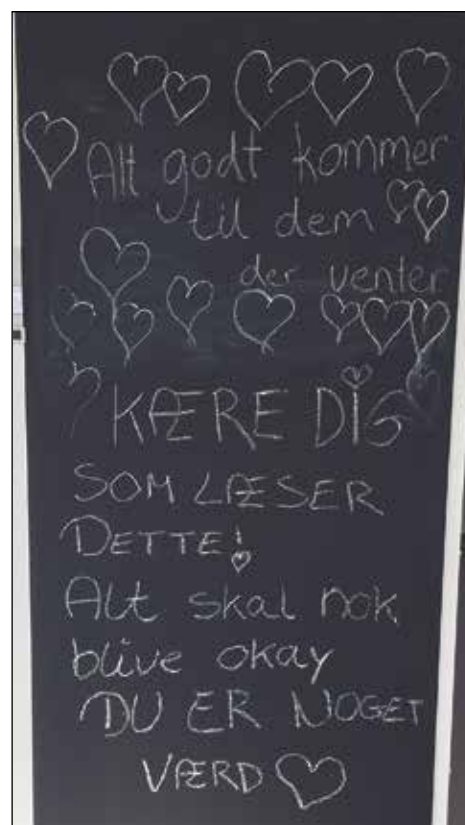 Alt godt kommer
til dem
der venter
KÆRE DIG
SOM LÆSER
DETTE!
Alt skal nok
blive okay
DU ER NOGET
VÆRD